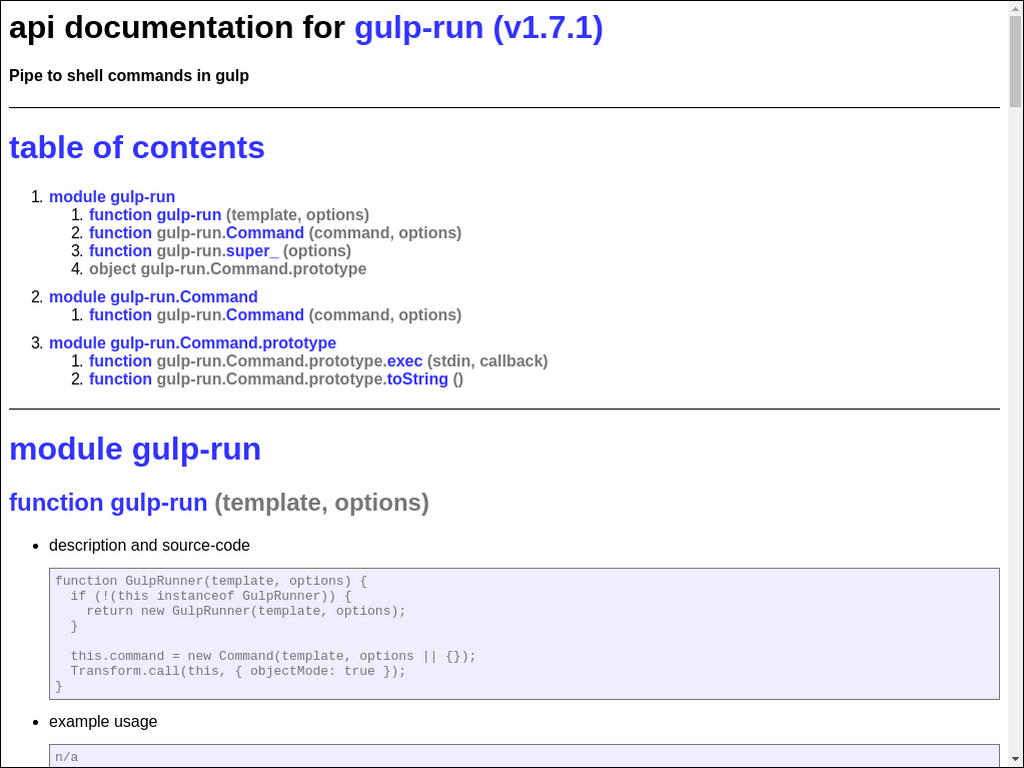 api documentation for gulp-run (v1.7.1)
Pipe to shell commands in gulp
table of contents
1. module gulp-run
1. function gulp-run (template, options)
2. function gulp-run.Command (command, options)
3. function gulp-run.super_ (options)
4. object gulp-run.Command.prototype
2. module gulp-run.Command
1. function gulp-run.Command (command, options)
3. module gulp-run.Command.prototype
1. function gulp-run.Command.prototype.exec (stdin, callback)
2. function gulp-run.Command.prototype.toString ()
module gulp-run
function gulp-run (template, options)
• description and source-code
function GulpRunner(template, options) {
  if (!(this instanceof GulpRunner)) {
    return new GulpRunner(template, options);
  }
  this.command = new Command(template, options || {});
  Transform.call(this, { objectMode: true });
}
• example usage
n/a